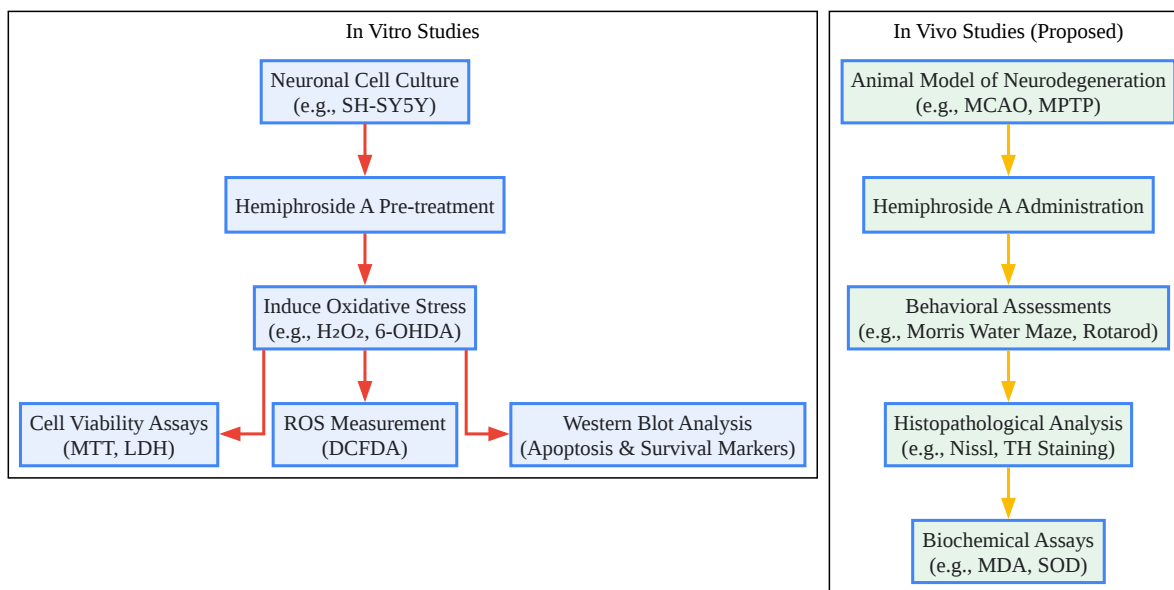 In Vitro Studies
Neuronal Cell Culture
(e.g., SH-SY5Y)
Hemiphroside A Pre-treatment
Induce Oxidative Stress
(e.g., H₂O₂, 6-OHDA)
Cell Viability Assays
(MTT, LDH)
ROS Measurement
(DCFDA)
Western Blot Analysis
(Apoptosis & Survival Markers)
In Vivo Studies (Proposed)
Animal Model of Neurodegeneration
(e.g., MCAO, MPTP)
Hemiphroside A Administration
Behavioral Assessments
(e.g., Morris Water Maze, Rotarod)
Histopathological Analysis
(e.g., Nissl, TH Staining)
Biochemical Assays
(e.g., MDA, SOD)